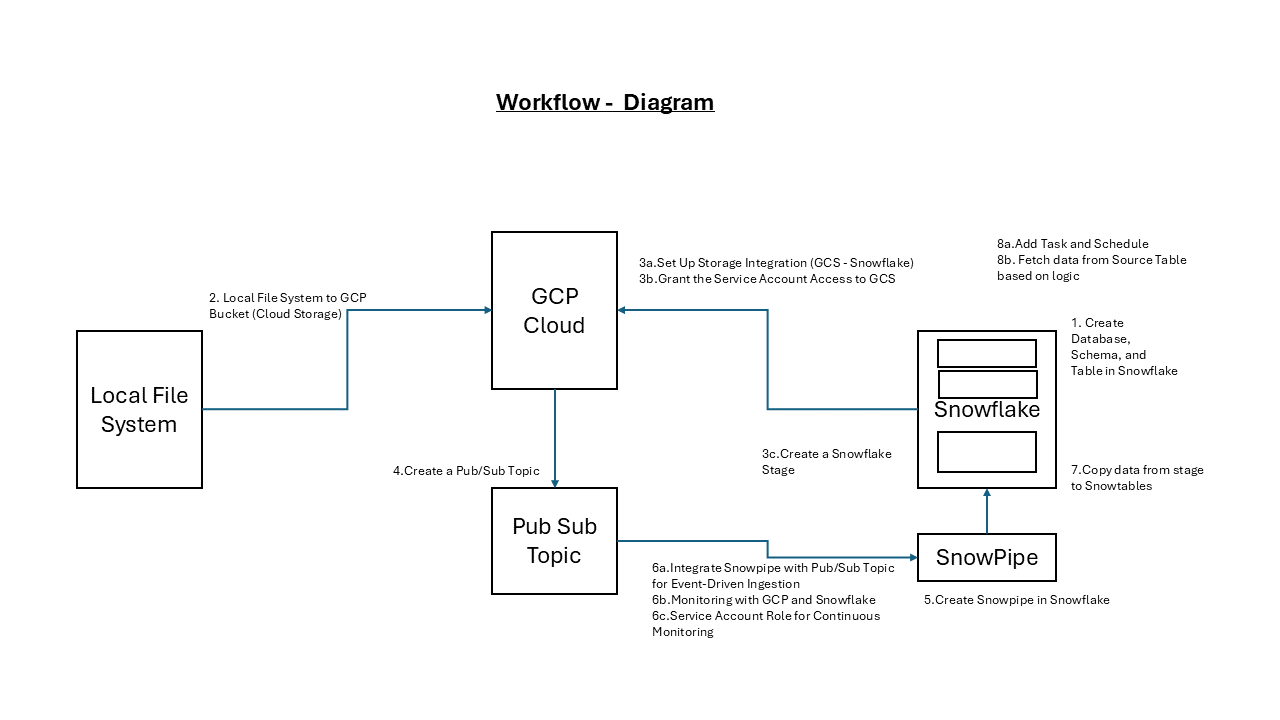 Workflow - Diagram
8a.Add Task and Schedule
8b. Fetch data from Source Table
based on logic
3a.Set Up Storage Integration (GCS - Snowflake)
3b.Grant the Service Account Access to GCS
GCP
Cloud
2. Local File System to GCP
Bucket (Cloud Storage)
1. Create
Database,
Schema, and
Table in Snowflake
Local File
System
Snowflake
3c.Create a Snowflake
Stage
4.Create a Pub/Sub Topic
7.Copy data from stage
to Snowtables
Pub Sub
Topic
SnowPipe
6a.Integrate Snowpipe with Pub/Sub Topic
for Event-Driven Ingestion
6b.Monitoring with GCP and Snowflake
6c.Service Account Role for Continuous
Monitoring
5.Create Snowpipe in Snowflake